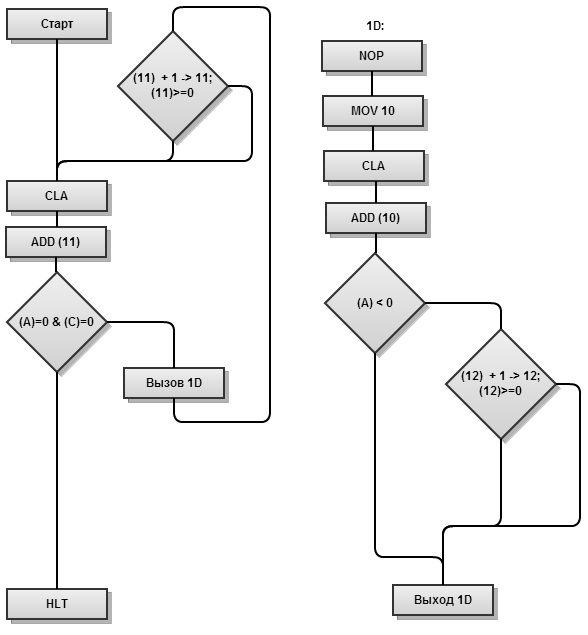 Старт
(11) + 1 -> 11;
(11)>=0
CLA
ADD (11)
(A)=0 & (C)=0
Вызов 1D
HLT
1D:
NOP
MOV 10
CLA
ADD (10)
(A) < 0
(12) + 1 -> 12;
(12)>=0
Выход 1D